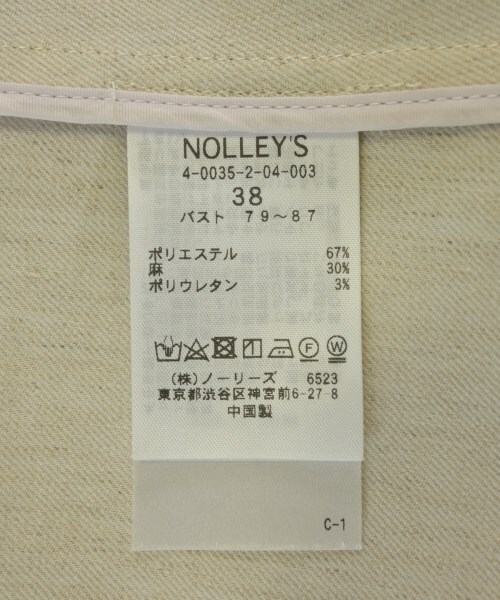 NOLLEY'S
4-0035-2-04-003
38
バスト 79～87
ポリエステル 67%
麻 30%
ポリウレタン 3%
F W
(株)ノーリーズ 6523
東京都渋谷区神宮前6-27-8
中国製
C-1